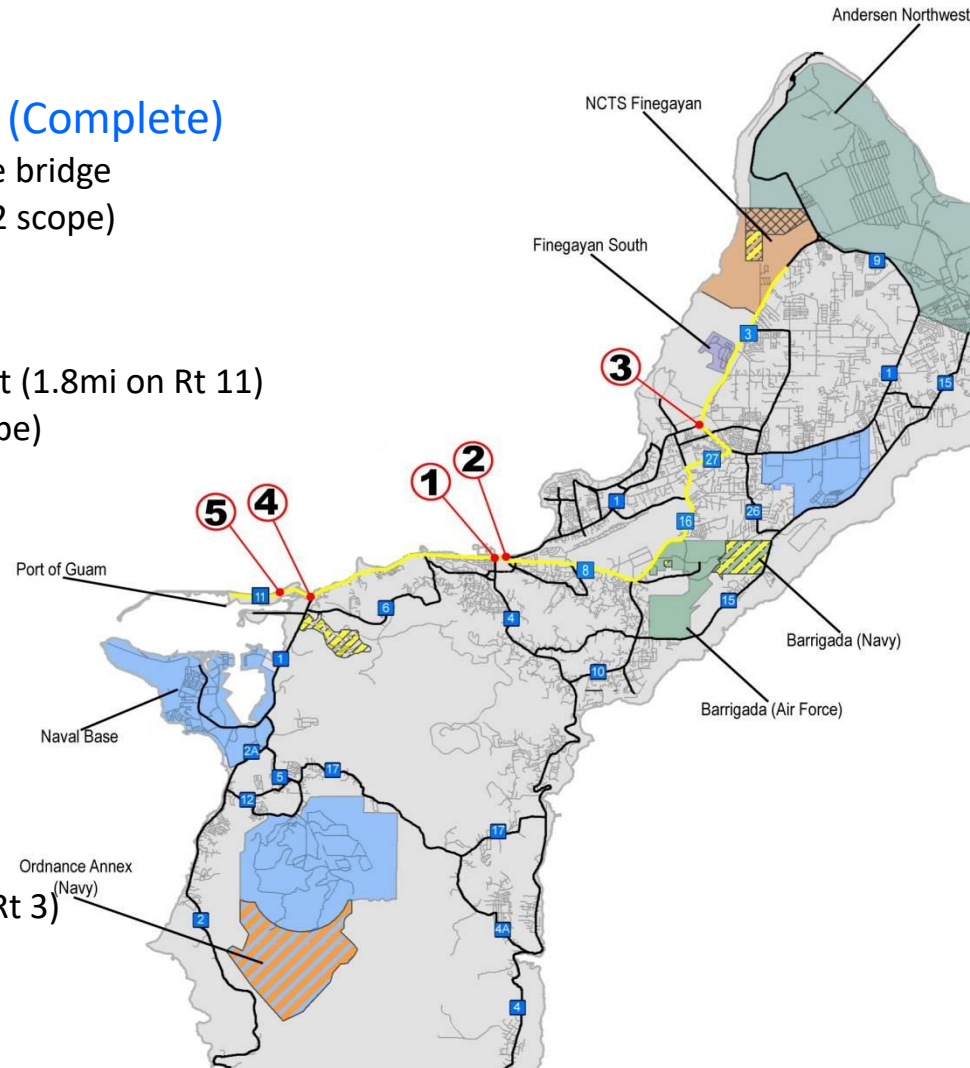 Andersen Northwest
(Complete)
NCTS Finegayan
e bridge
2 scope)
Finegayan South
9
3
t (1.8mi on Rt 11)
1
15
3
pe)
27
2
1
1
5
4
16
26
Port of Guam
8
11
6
15
4
Barrigada (Navy)
1
10
Barrigada (Air Force)
Naval Base
2A
5
17
12
17
Ordnance Annex
(Navy)
Rt 3)
2
4A
4